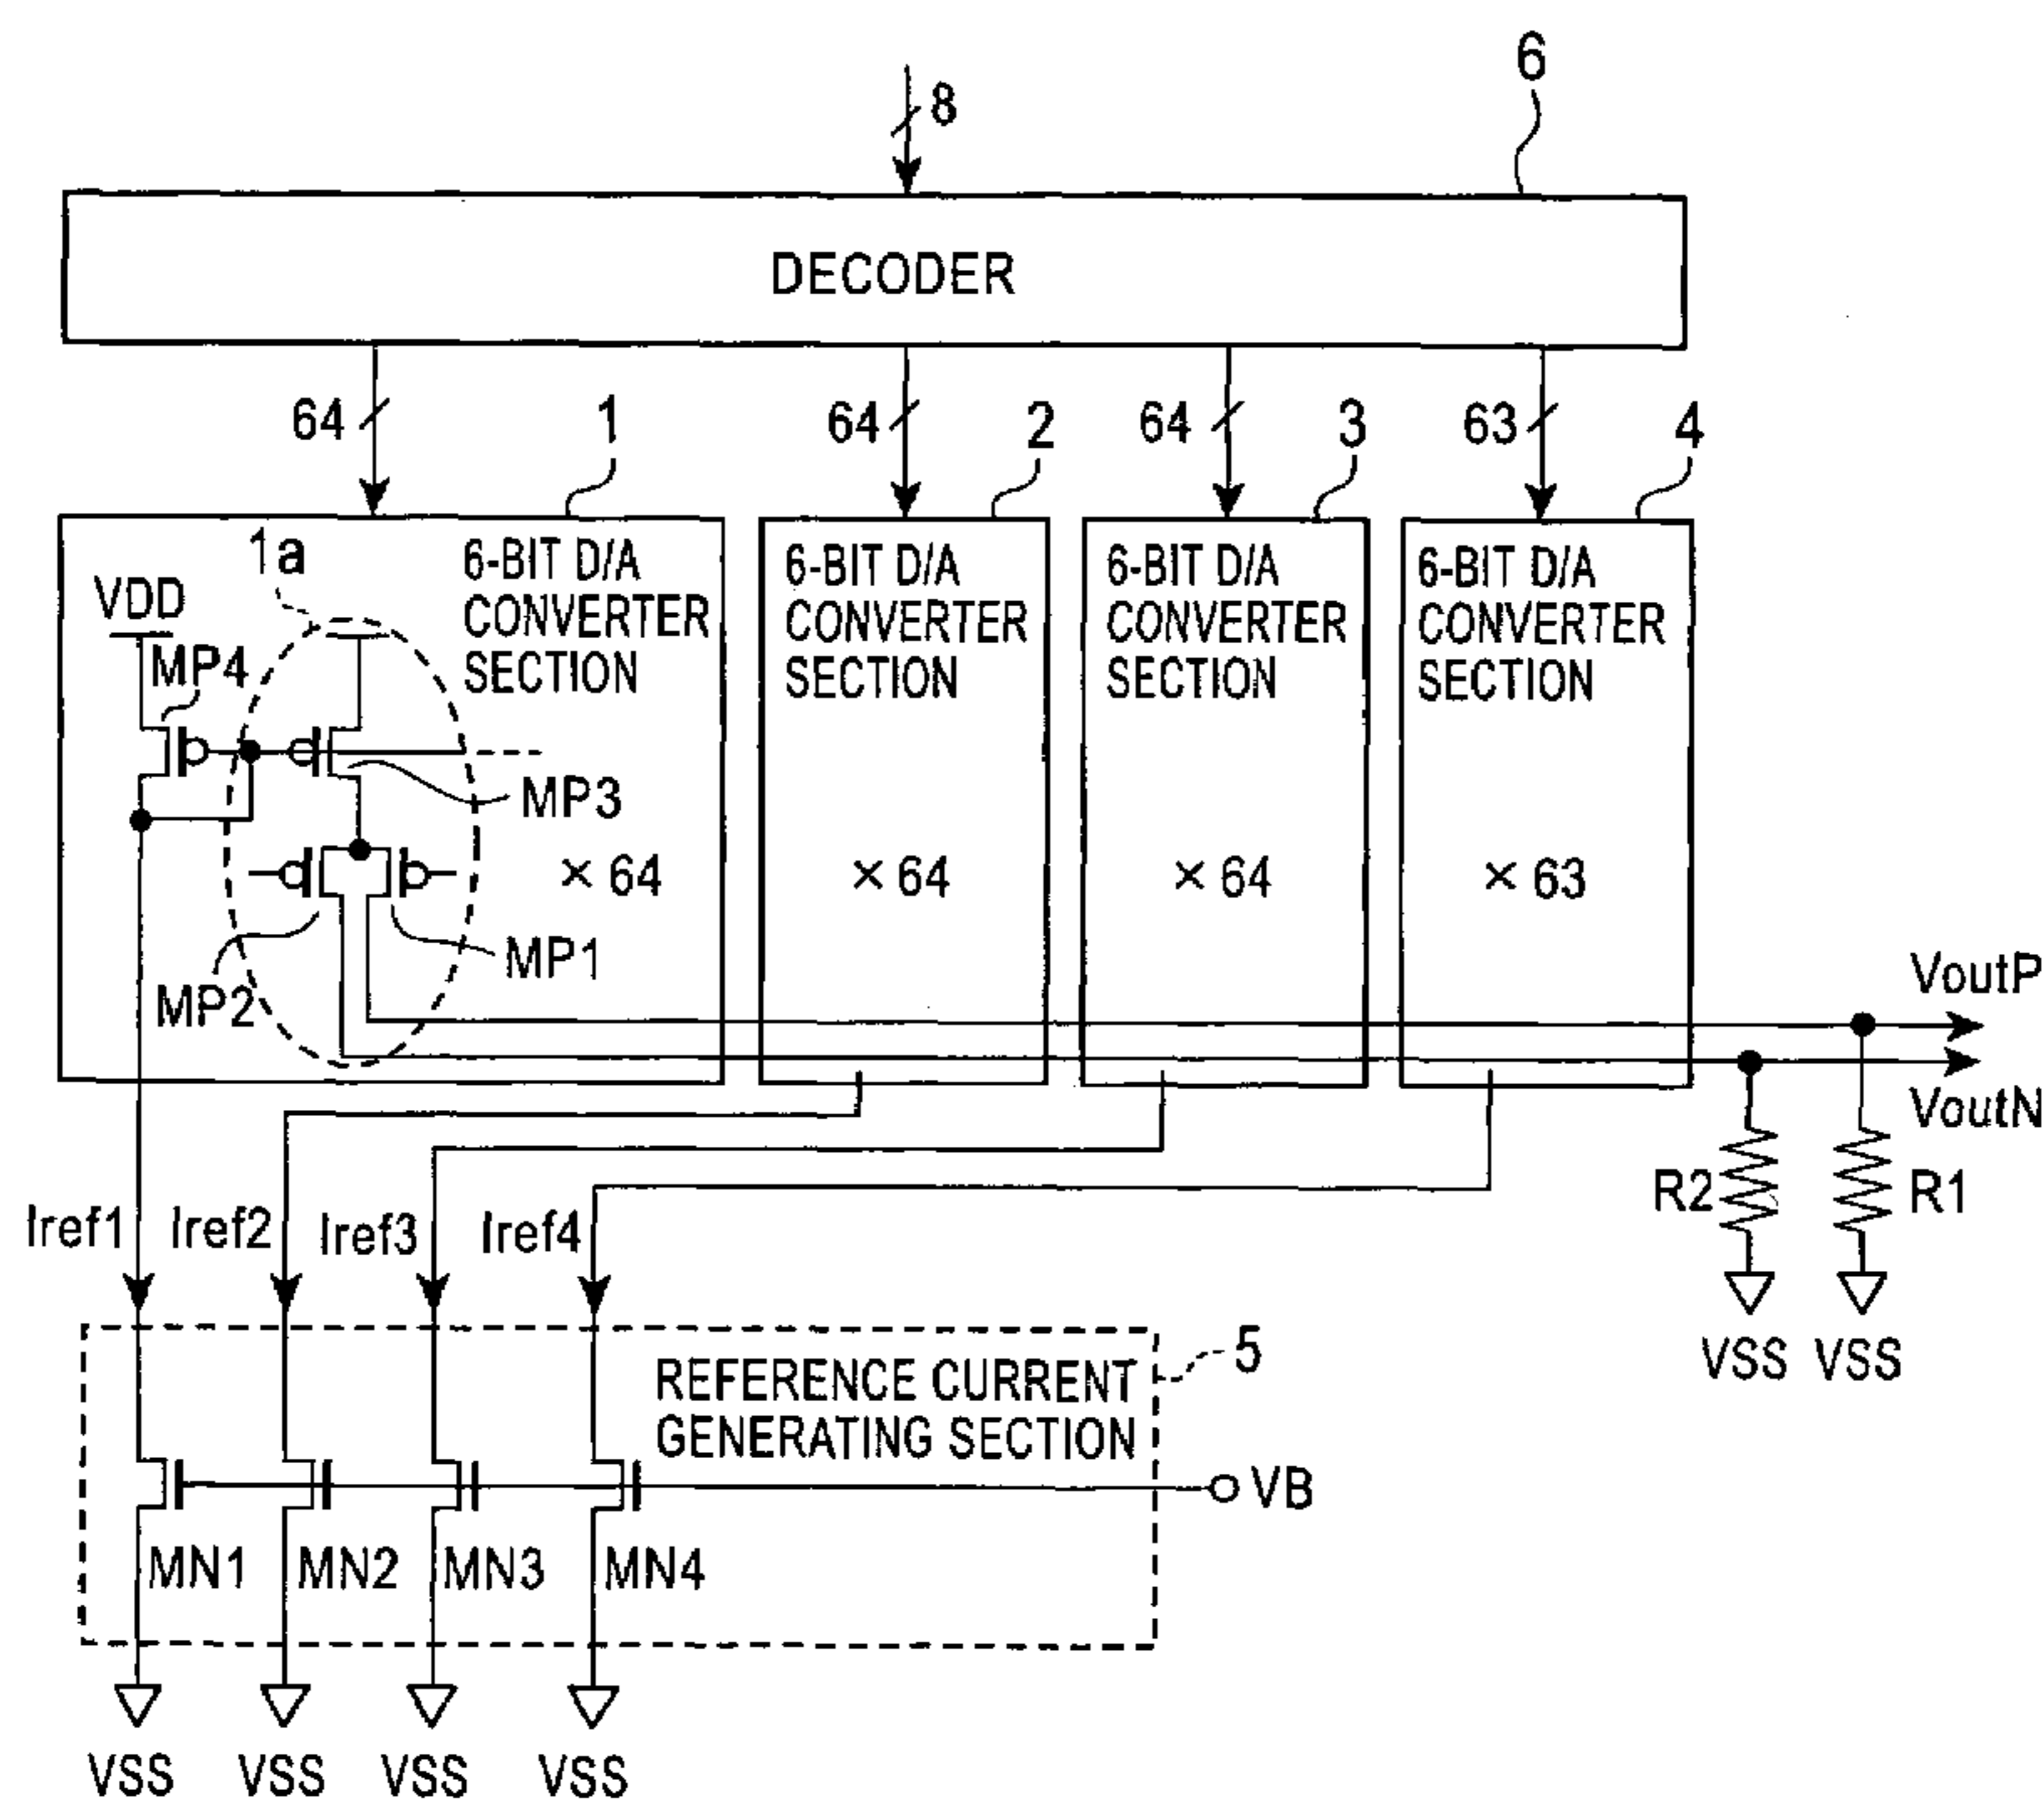 6
8
DECODER
64
1
64
2
64
3
63
4
1a
6-BIT D/A
CONVERTER
SECTION
6-BIT D/A
CONVERTER
SECTION
6-BIT D/A
CONVERTER
SECTION
6-BIT D/A
CONVERTER
SECTION
VDD
MP4
MP3
× 64
× 64
× 64
× 63
MP1
MP2
VoutP
VoutN
R2
R1
Iref1
Iref2
Iref3
Iref4
VSS
VSS
REFERENCE CURRENT
GENERATING SECTION
5
VB
MN1
MN2
MN3
MN4
VSS
VSS
VSS
VSS